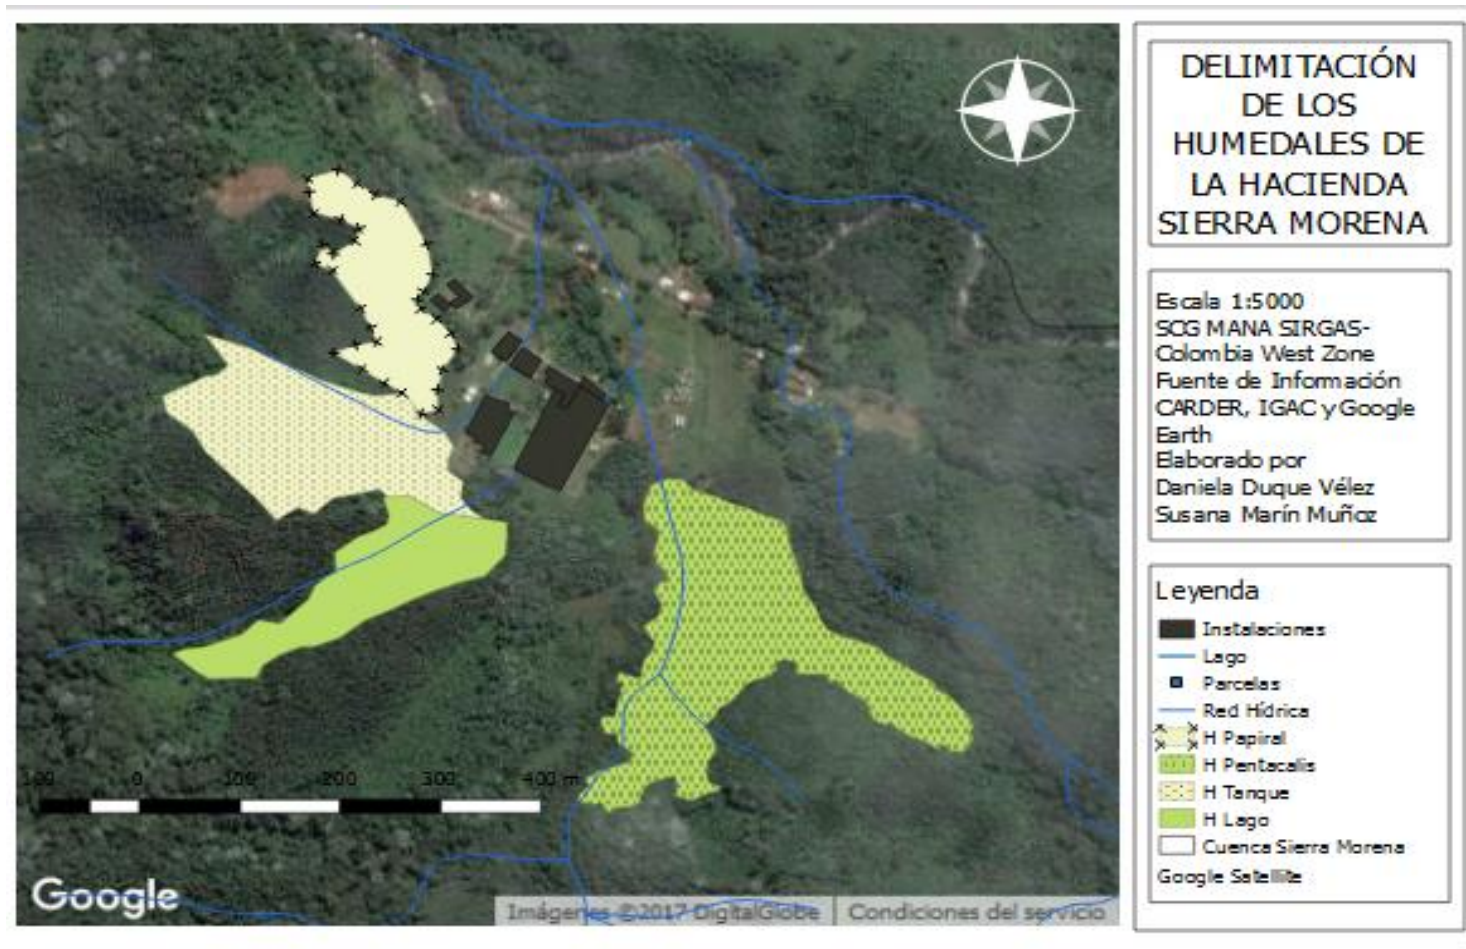 DELIMITACIÓN
DE LOS
HUMEDALES DE
LA HACIENDA
SIERRA MORENA
Escala 1:5000
SCG MANA SIRGAS-
Colombia West Zone
Fuente de Información
CARDER, IGAC y Google
Earth
Elaborado por
Daniela Duque Vélez
Susana Marín Muñoz
Leyenda
Instalaciones
Lago
Parcelas
Red Hídrica
H Papiral
H Pentacalis
H Tanque
H Lago
Cuenca Sierra Morena
Google Satellite
100 0 100 200 300 400 m
Google
Imágenes ©2017 DigitalGlobe Condiciones del servicio